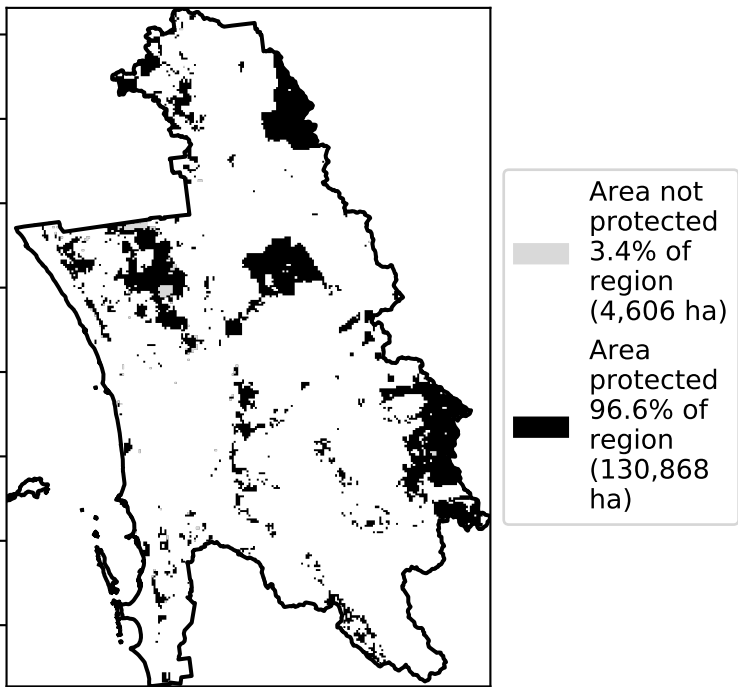 Area not
protected
3.4% of
region
(4,606 ha)
Area
protected
96.6% of
region
(130,868
ha)